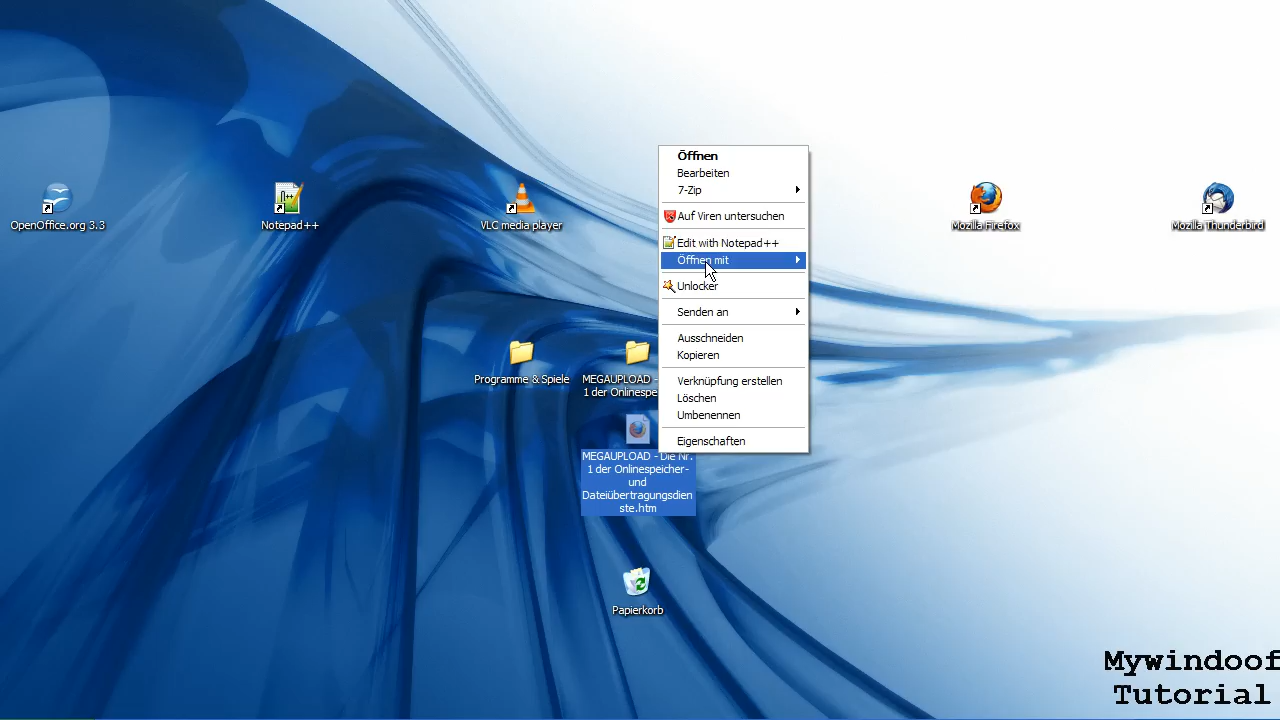 Öffnen
Bearbeiten
7-Zip
Auf Viren untersuchen
Edit with Notepad++
Öffnen mit
Unlocker
Senden an
Ausschneiden
Kopieren
Verknüpfung erstellen
Löschen
Umbenennen
Eigenschaften
OpenOffice.org 3.3
Notepad++
VLC media player
Mozilla Firefox
Mozilla Thunderbird
Programme & Spiele
MEGAUPLOAD -
1 der Onlinespe
MEGAUPLOAD - Die Nr.
1 der Onlinespeicher-
und
Dateiübertragungsdien
ste.htm
Papierkorb
Mywindoof
Tutorial